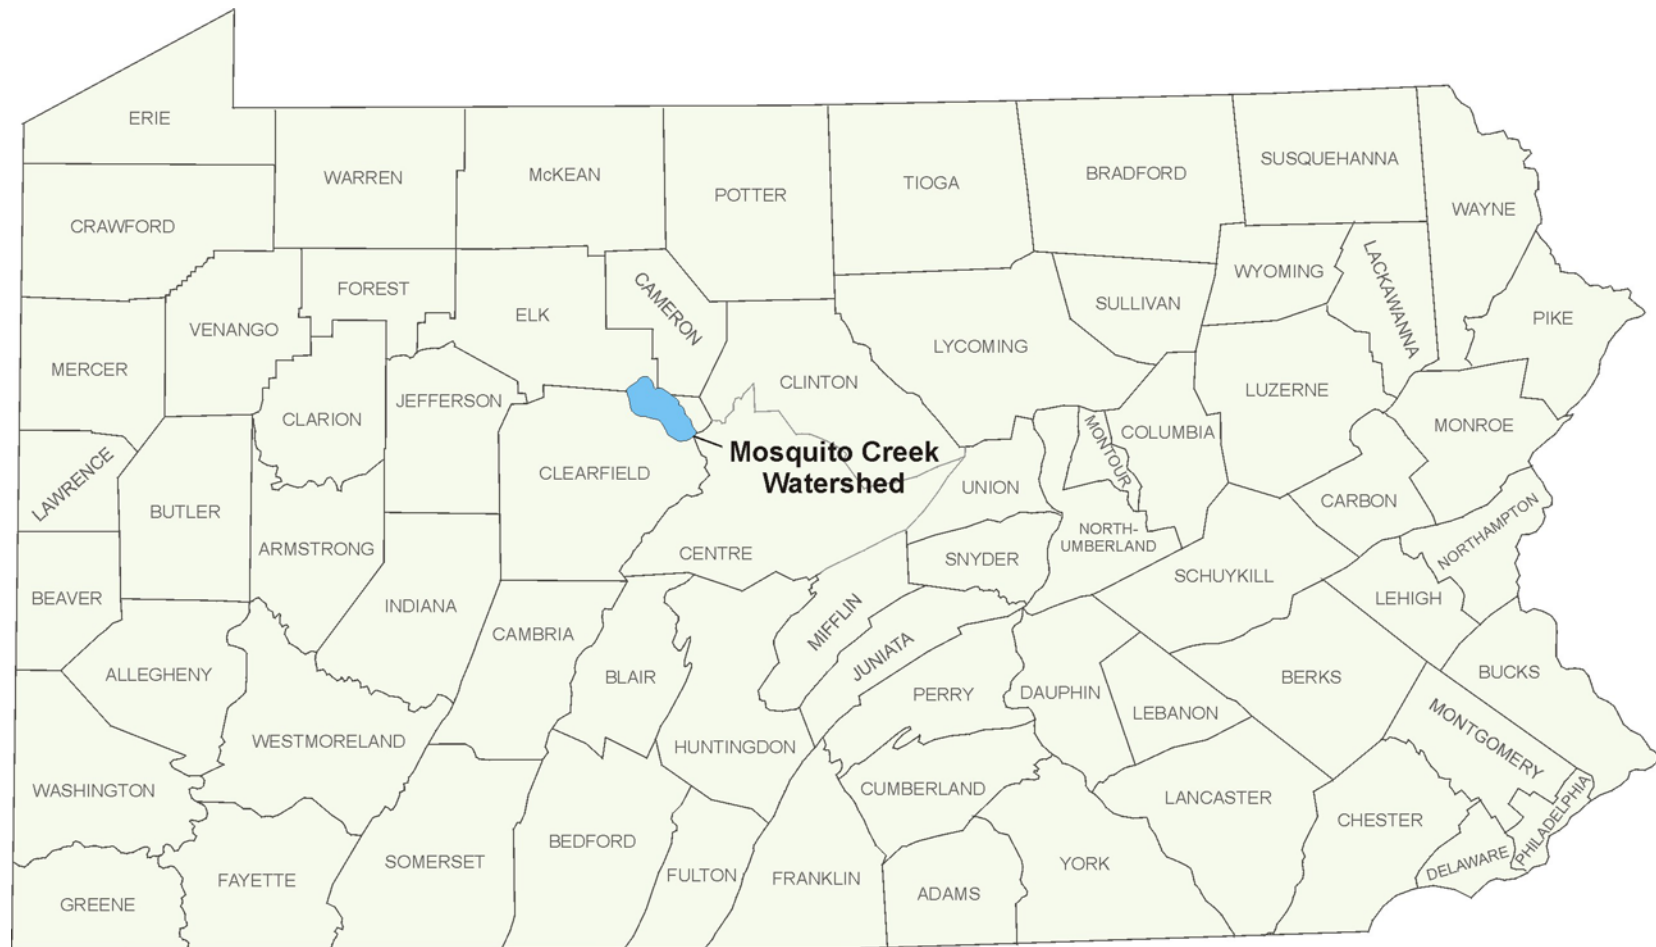 ERIE
WARREN
McKEAN
POTTER
TIOGA
BRADFORD
SUSQUEHANNA
WAYNE
CRAWFORD
FOREST
ELK
CAMERON
SULLIVAN
WYOMING
LACKAWANNA
PIKE
VENANGO
MERCER
LYCOMING
CLINTON
LUZERNE
CLARION
JEFFERSON
MONTOUR
COLUMBIA
MONROE
LAWRENCE
BUTLER
CLEARFIELD
Mosquito Creek
Watershed
UNION
CARBON
ARMSTRONG
CENTRE
SNYDER
NORTH-
UMBERLAND
NORTHAMPTON
SCHUYKILL
BEAVER
INDIANA
CAMBRIA
MIFFLIN
JUNIATA
LEHIGH
ALLEGHENY
BLAIR
PERRY
DAUPHIN
LEBANON
BERKS
BUCKS
WESTMORELAND
HUNTINGDON
MONTGOMERY
WASHINGTON
CUMBERLAND
LANCASTER
CHESTER
PHILADELPHIA
GREENE
FAYETTE
SOMERSET
BEDFORD
FULTON
FRANKLIN
ADAMS
YORK
DELAWARE